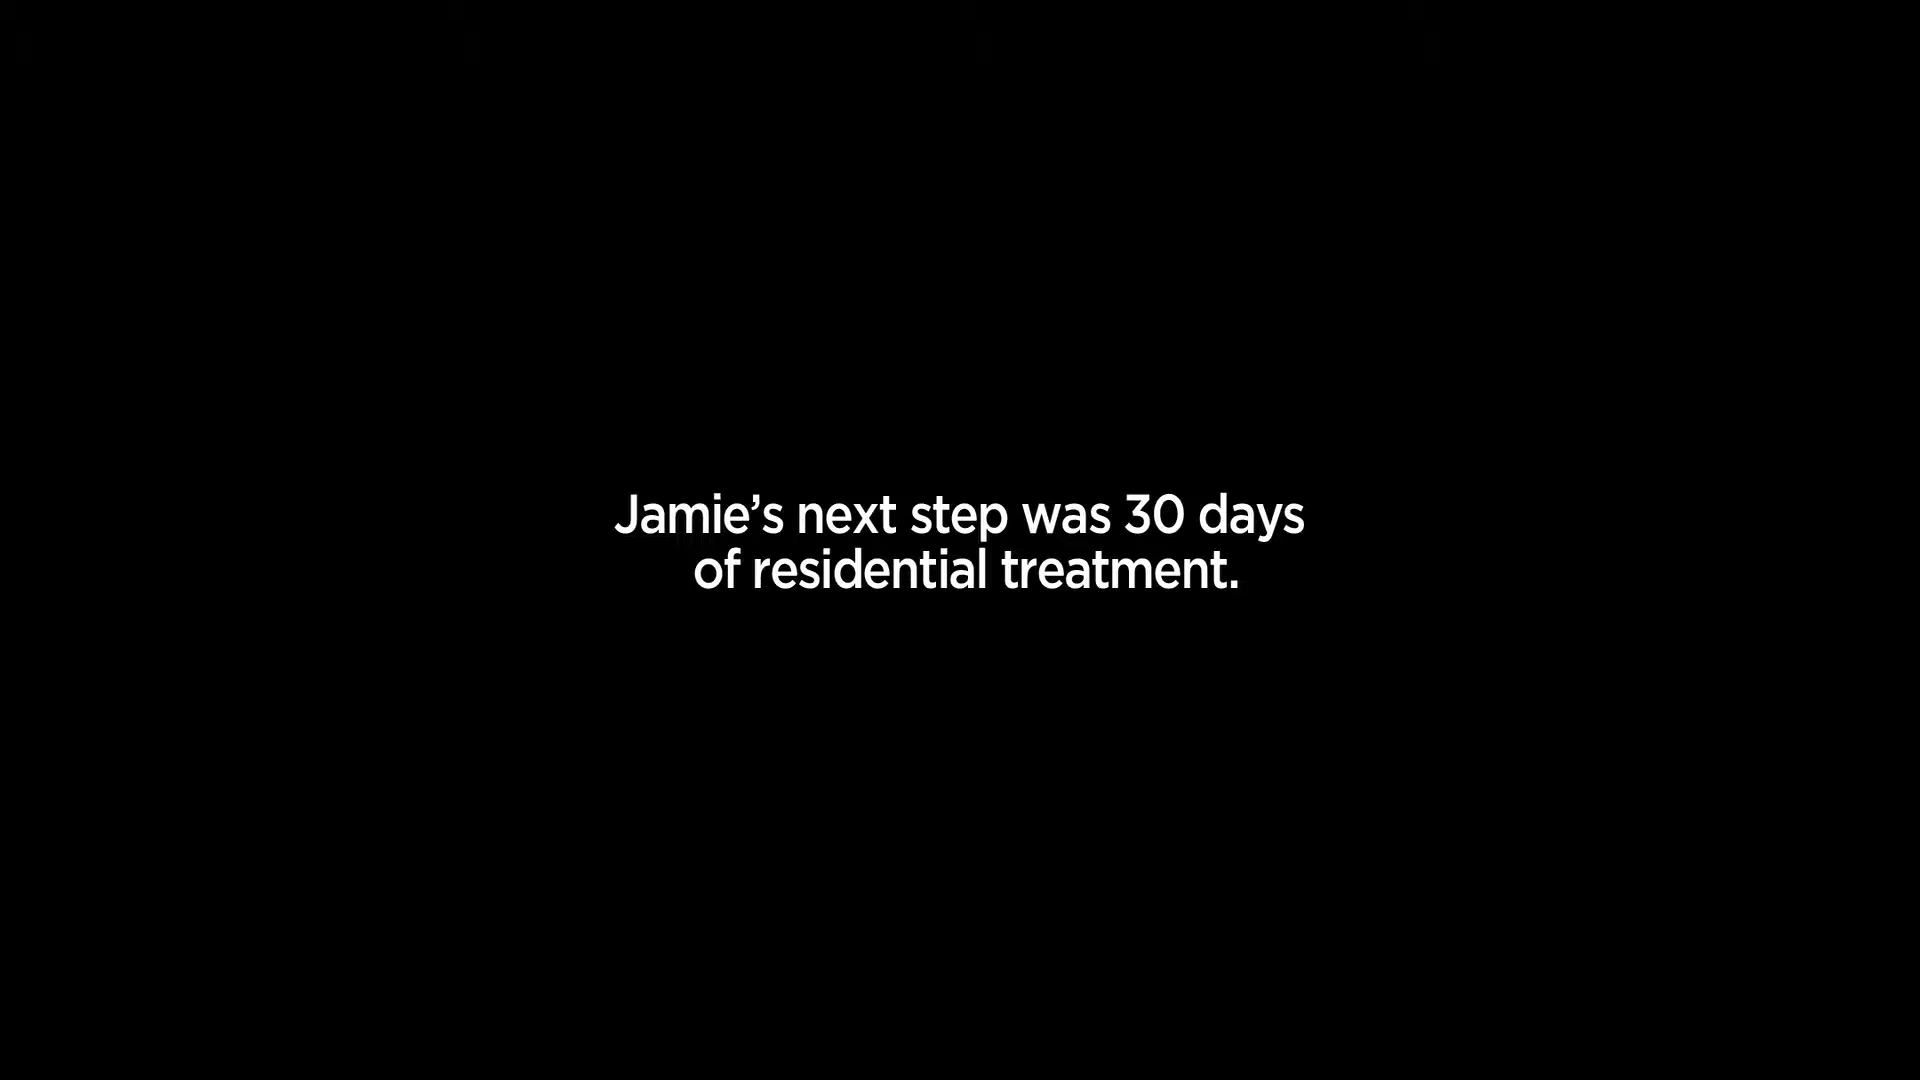 Jamie’s next step was 30 days
of residential treatment.